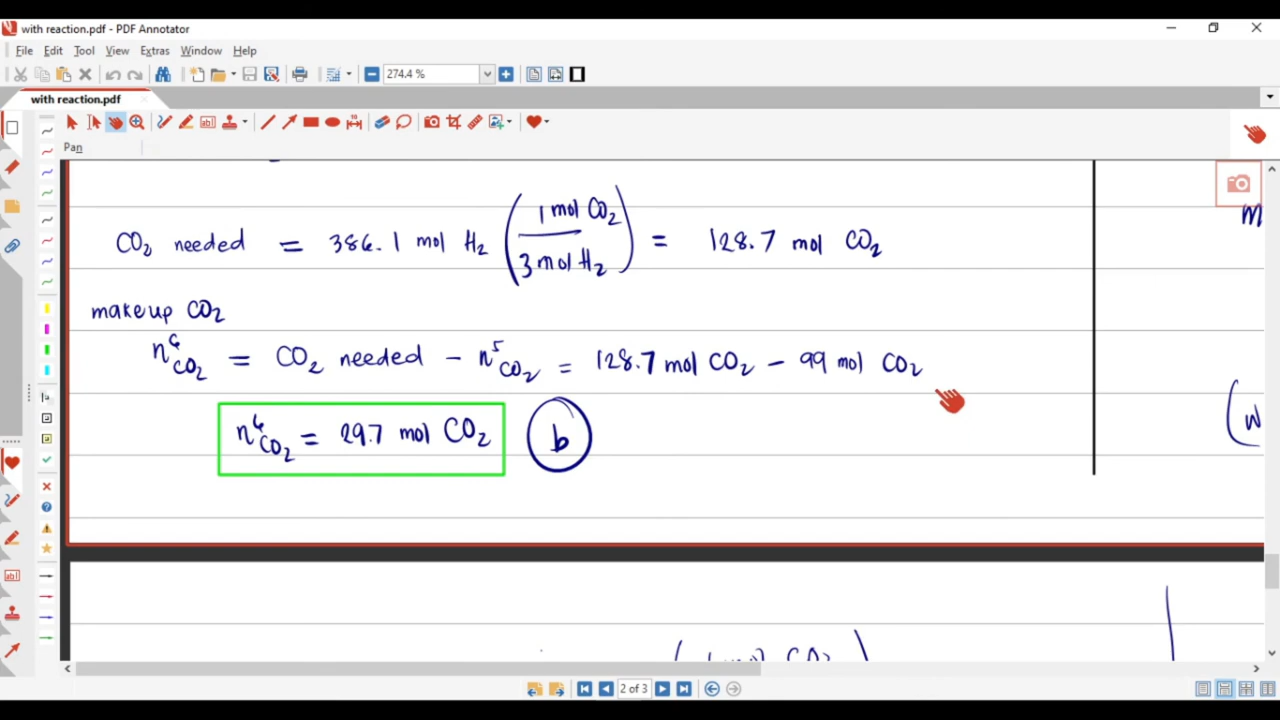 with reaction.pdf - PDF Annotator
File Edit Tool View Extras Window Help
274.4 %
with reaction.pdf
Pan
CO2 needed = 386.1 mol H2 (1 mol CO2 / 3 mol H2) = 128.7 mol CO2
makeup CO2
n6CO2 = CO2 needed - n5CO2 = 128.7 mol CO2 - 99 mol CO2
n6CO2 = 29.7 mol CO2 b
m
(w
2 of 3